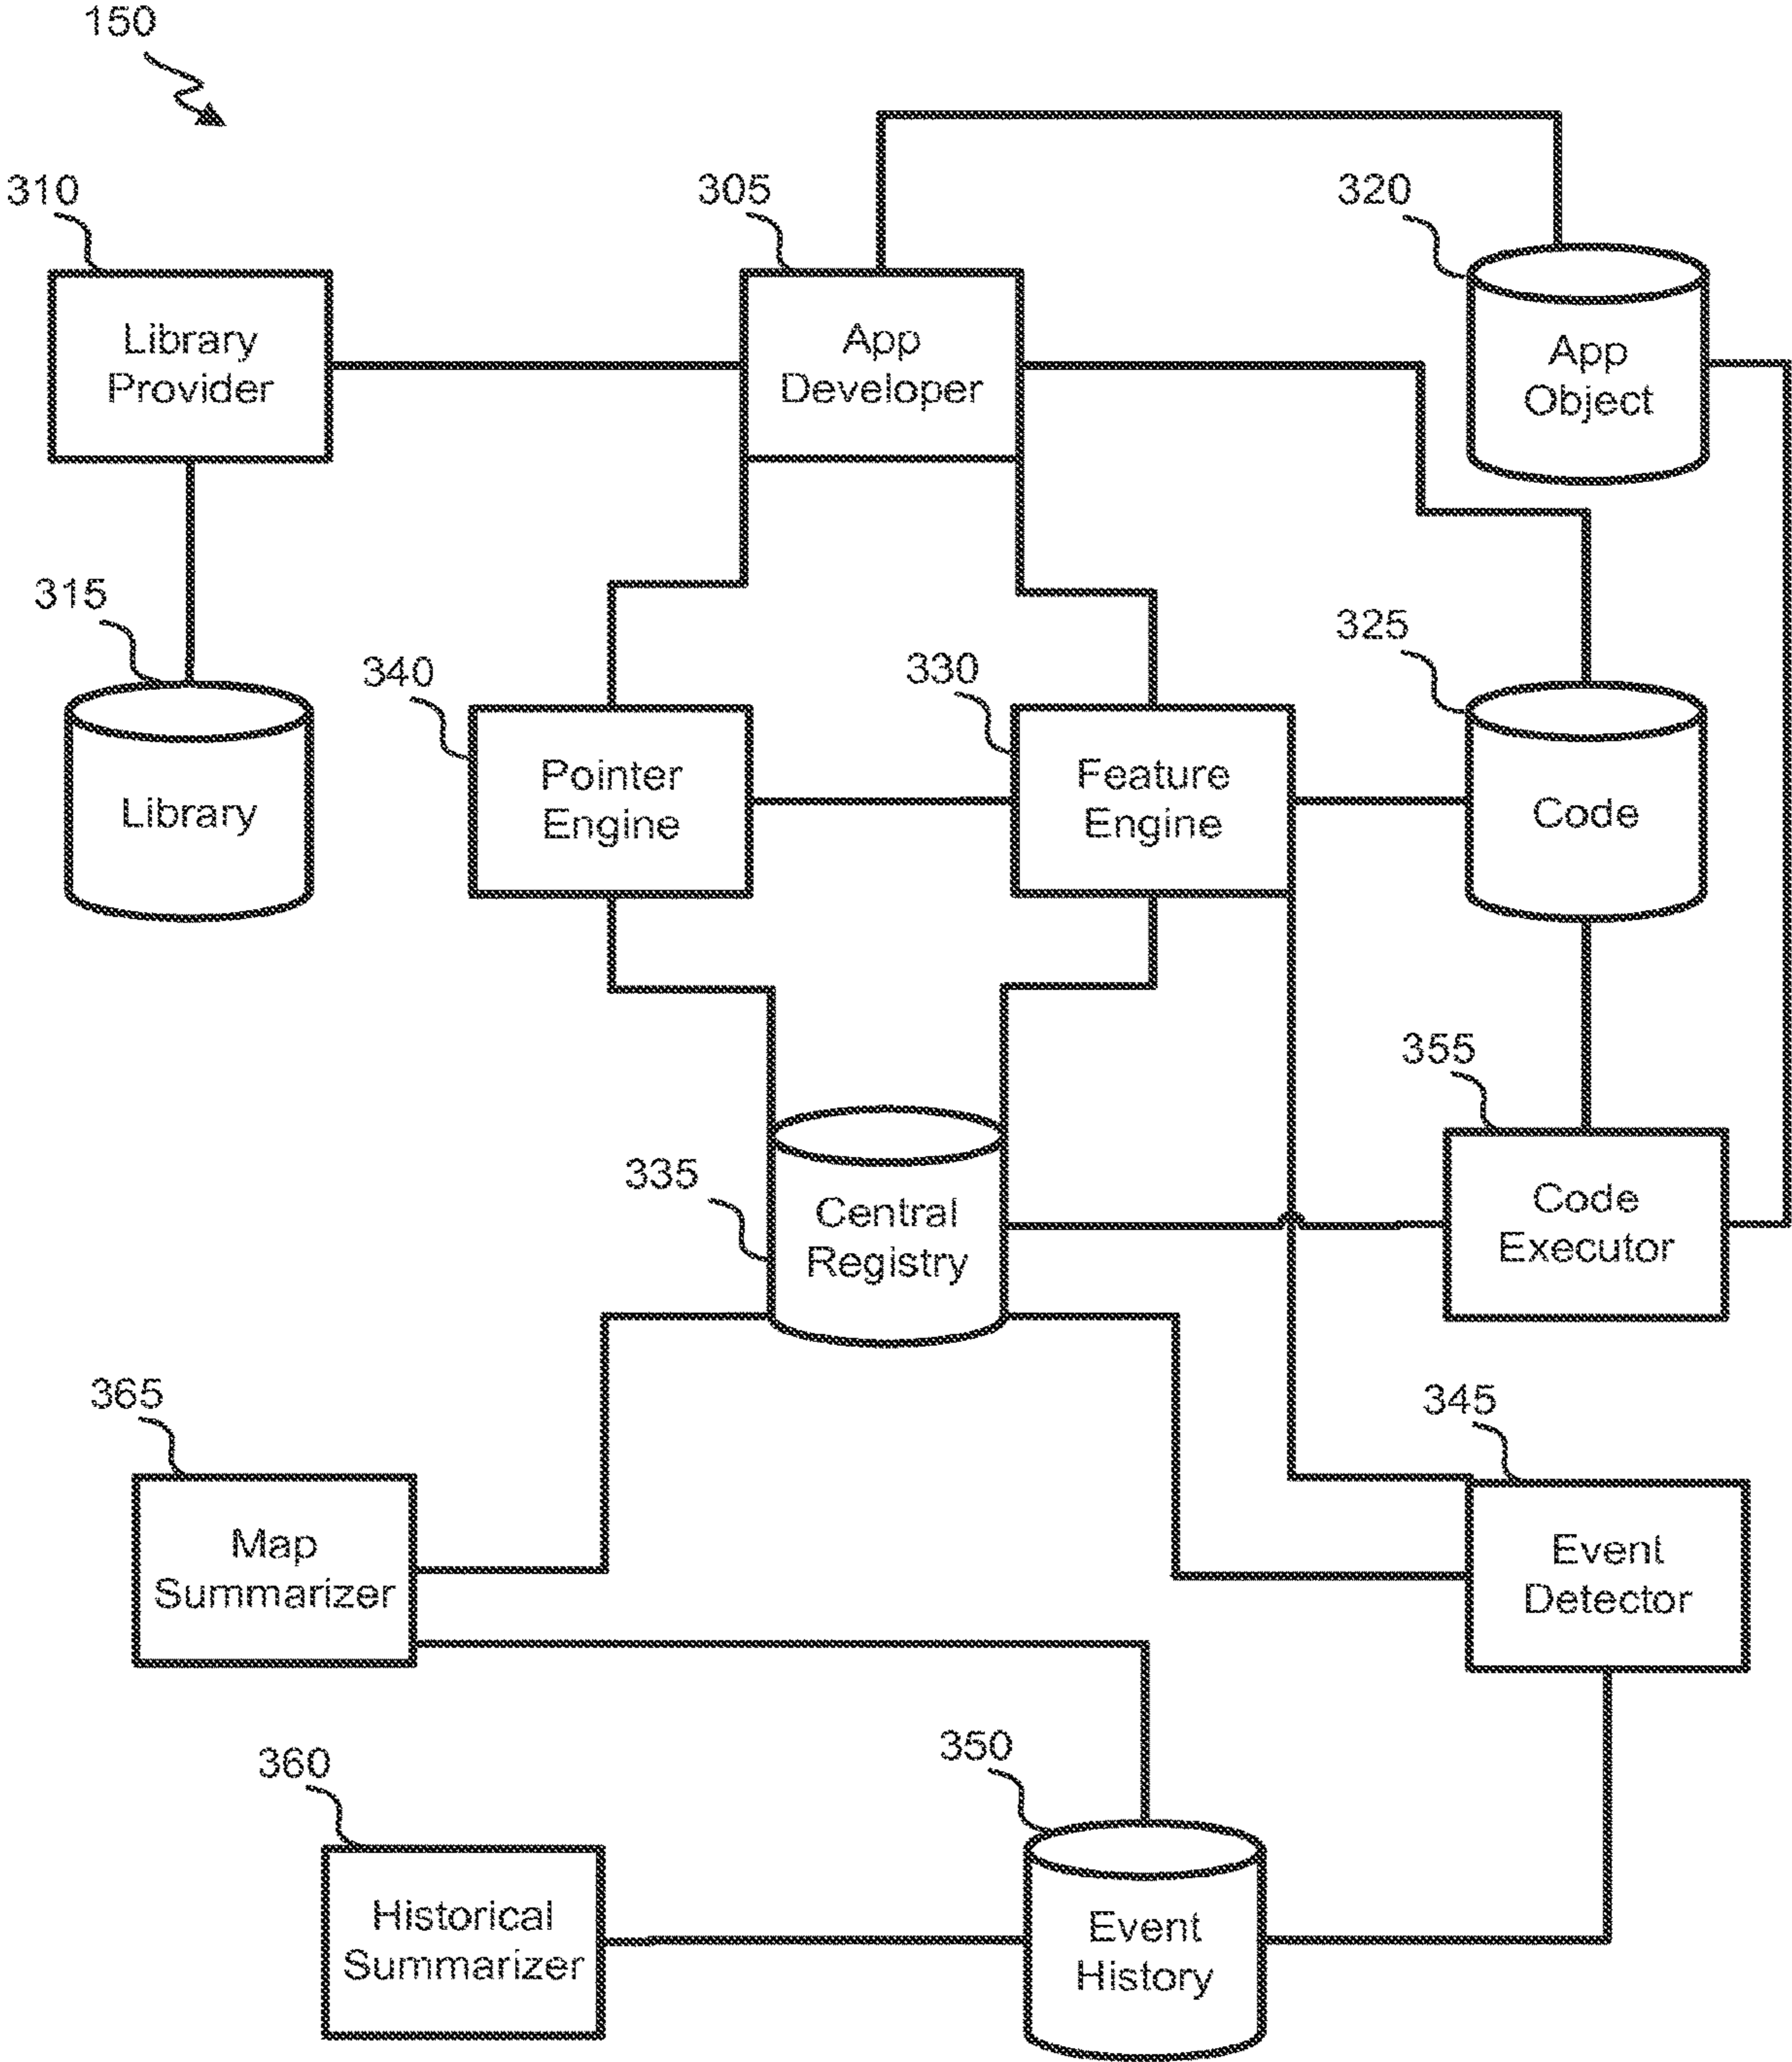 150
310
305
320
Library
Provider
App
Developer
App
Object
315
340
330
325
Library
Pointer
Engine
Feature
Engine
Code
335
355
Central
Registry
Code
Executor
365
345
Map
Summarizer
Event
Detector
360
350
Historical
Summarizer
Event
History